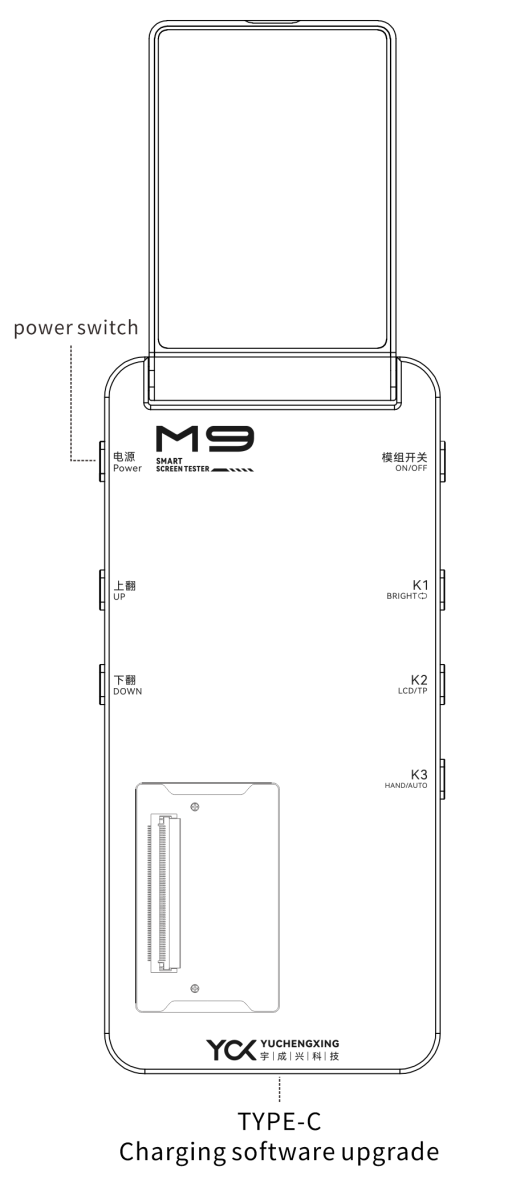 power switch
M9
SMART
SCREEN TESTER
电源
Power
模组开关
ON/OFF
上翻
UP
K1
BRIGHT
下翻
DOWN
K2
LCD/TP
K3
HAND/AUTO
YCX YUCHENGXING
宇|成|兴|科|技
TYPE-C
Charging software upgrade